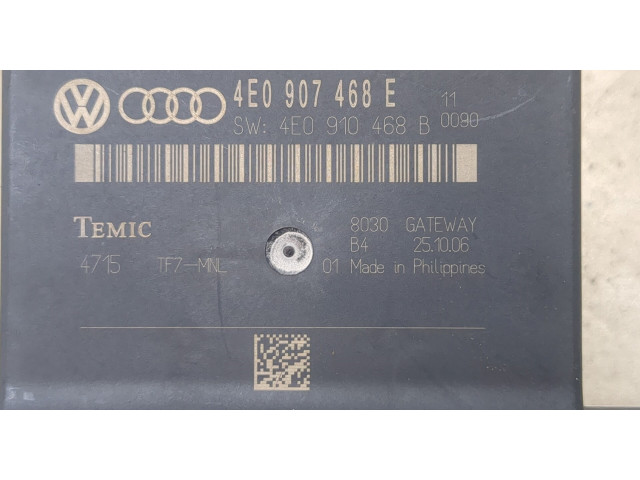 4E0 907 468 E 11
SW: 4E0 910 468 B 0090
TEMIC 8030 GATEWAY
B4 25.10.06
4715 TF7-MNL 01 Made in Philippines